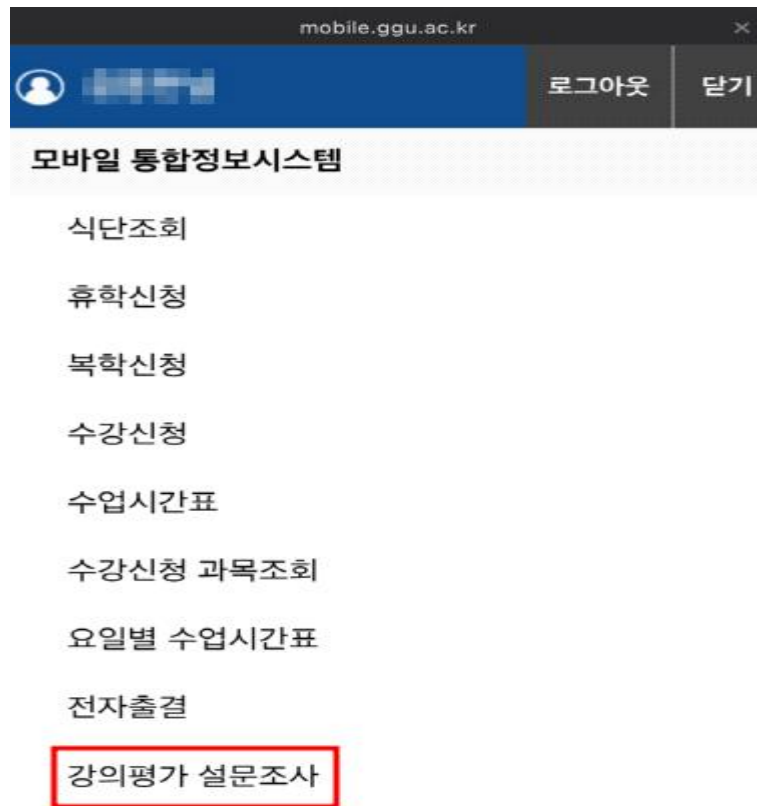 mobile.ggu.ac.kr ×
로그아웃 닫기
모바일 통합정보시스템
식단조회
휴학신청
복학신청
수강신청
수업시간표
수강신청 과목조회
요일별 수업시간표
전자출결
강의평가 설문조사